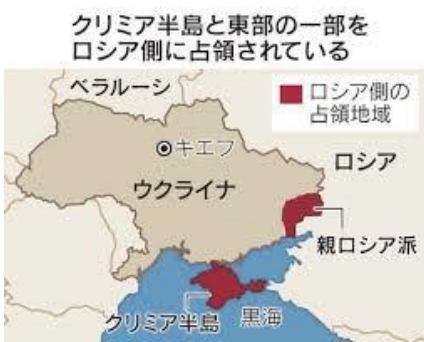 クリミア半島と東部の一部を
ロシア側に占領されている
ベラルーシ
ロシア側の
占領地域
キエフ
ロシア
ウクライナ
親ロシア派
クリミア半島
黒海